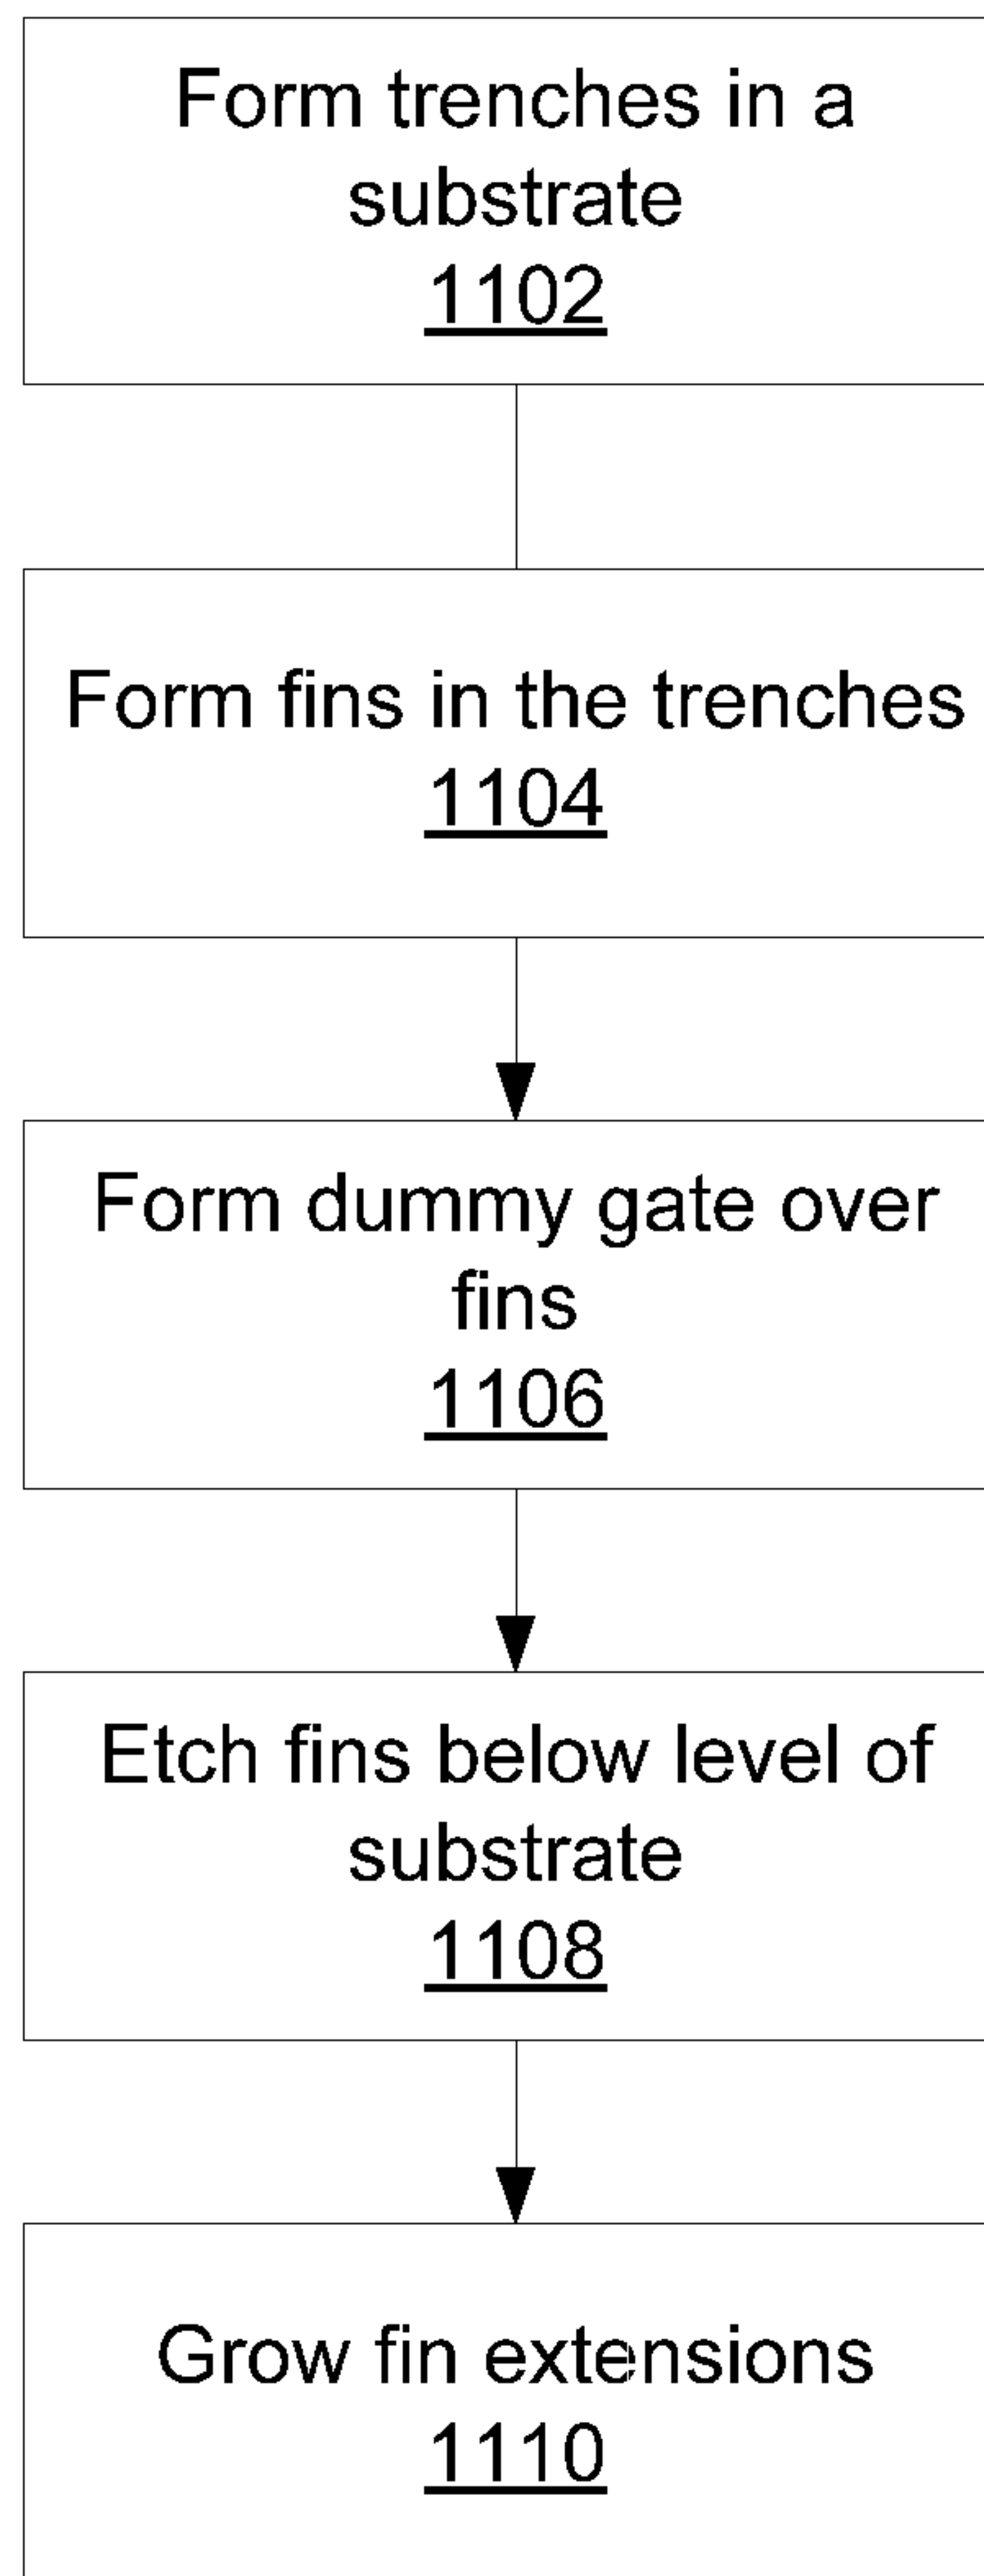 Form trenches in a
substrate
1102
Form fins in the trenches
1104
Form dummy gate over
fins
1106
Etch fins below level of
substrate
1108
Grow fin extensions
1110